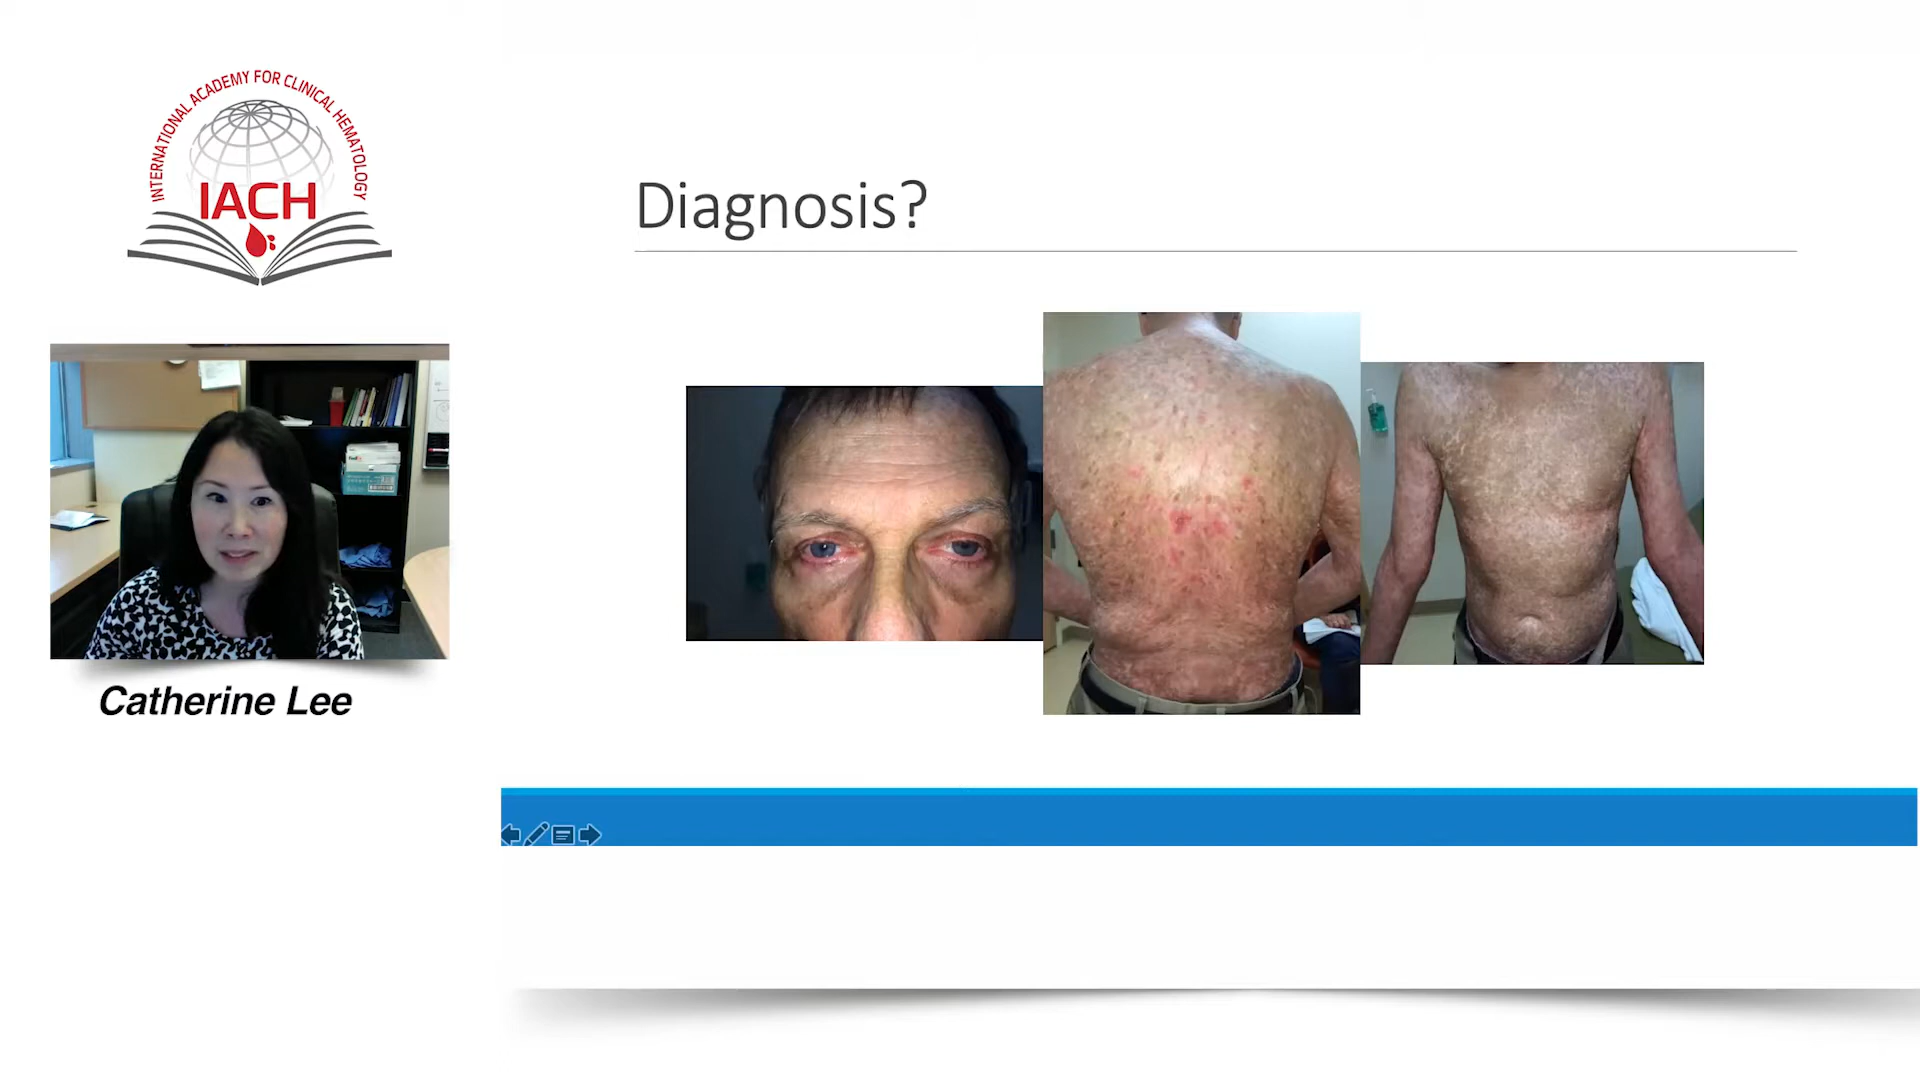 INTERNATIONAL ACADEMY FOR CLINICAL HEMATOLOGY
IACH
Diagnosis?
Catherine Lee